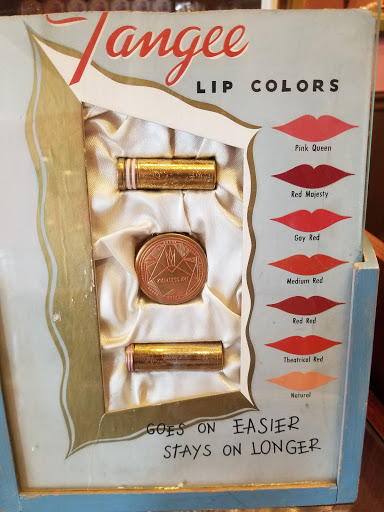 Tangee
LIP COLORS
Pink Queen
Red Majesty
Gay Red
Medium Red
Red Red
Theatrical Red
Natural
GOES ON EASIER
STAYS ON LONGER